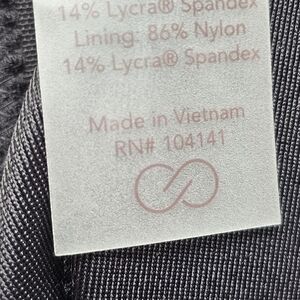 14% Lycra® Spandex
Lining: 86% Nylon
14% Lycra® Spandex
Made in Vietnam
RN# 104141